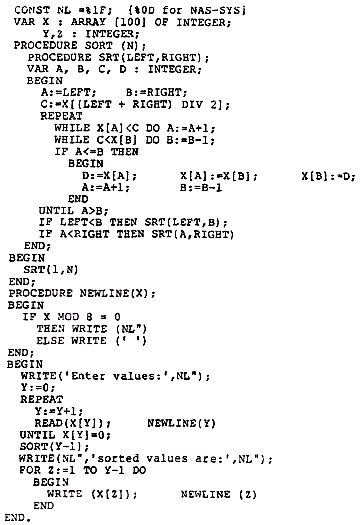 CONST NL =%1F; {%0D for NAS-SYS}
VAR X : ARRAY [100] OF INTEGER;
Y,Z : INTEGER;
PROCEDURE SORT (N);
PROCEDURE SRT(LEFT,RIGHT);
VAR A, B, C, D : INTEGER;
BEGIN
A:=LEFT; B:=RIGHT;
C:=X[(LEFT + RIGHT) DIV 2];
REPEAT
WHILE X[A]<C DO A:=A+1;
WHILE C<X[B] DO B:=B-1;
IF A<=B THEN
BEGIN
D:=X[A]; X[A]:=X[B]; X[B]:=D;
A:=A+1; B:=B-1
END
UNTIL A>B;
IF LEFT<B THEN SRT(LEFT,B);
IF A<RIGHT THEN SRT(A,RIGHT)
END;
BEGIN
SRT(1,N)
END;
PROCEDURE NEWLINE(X);
BEGIN
IF X MOD 8 = 0
THEN WRITE (NL")
ELSE WRITE (' ')
END;
BEGIN
WRITE('Enter values:',NL");
Y:=0;
REPEAT
Y:=Y+1;
READ(X[Y]); NEWLINE(Y)
UNTIL X[Y]=0;
SORT(Y-1);
WRITE(NL",'sorted values are:',NL");
FOR Z:=1 TO Y-1 DO
BEGIN
WRITE (X[Z]); NEWLINE (Z)
END
END.